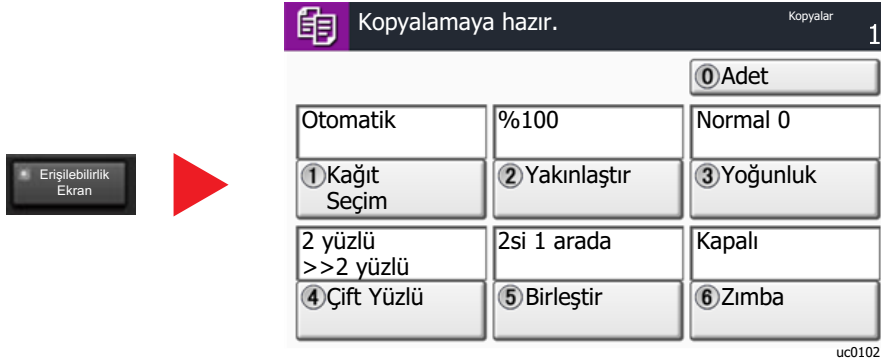 Kopyalamaya hazır.
Kopyalar
1
0 Adet
Otomatik
%100
Normal 0
1 Kağıt
Seçim
2 Yakınlaştır
3 Yoğunluk
2 yüzlü
>>2 yüzlü
2si 1 arada
Kapalı
4 Çift Yüzlü
5 Birleştir
6 Zımba
Erişilebilirlik
Ekran
uc0102